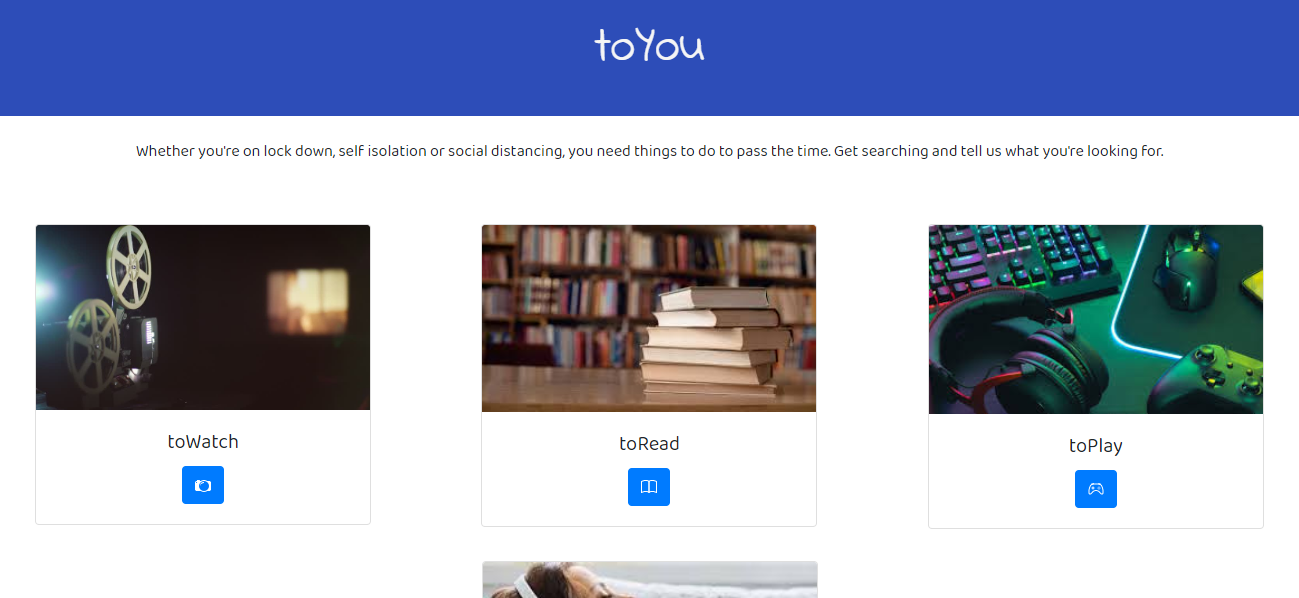 toYou
Whether you're on lock down, self isolation or social distancing, you need things to do to pass the time. Get searching and tell us what you're looking for.
toWatch
toRead
toPlay